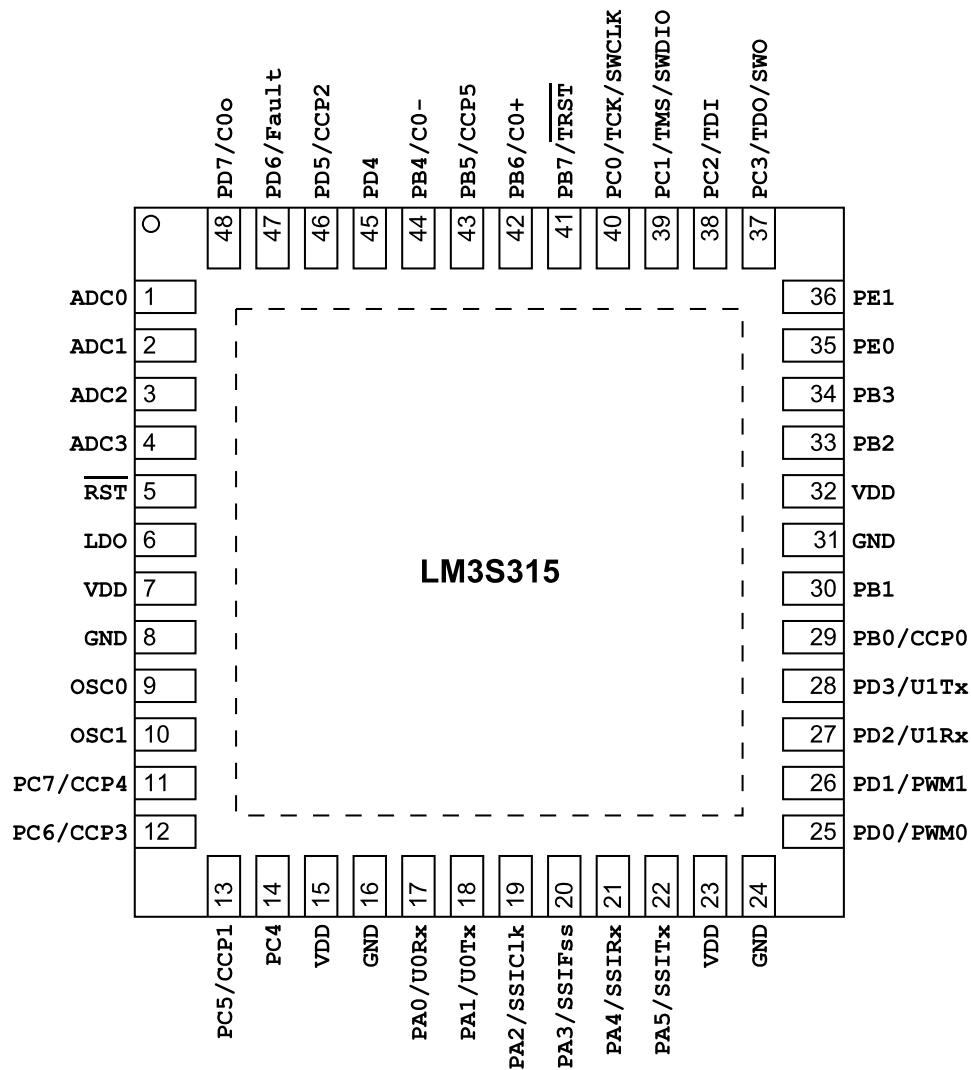 PD7/C0o
PD6/Fault
PD5/CCP2
PD4
PB4/C0-
PB5/CCP5
PB6/C0+
PB7/TRST
PC0/TCK/SWCLK
PC1/TMS/SWDIO
PC2/TDI
PC3/TDO/SWO
48
47
46
45
44
43
42
41
40
39
38
37
ADC0 1
ADC1 2
ADC2 3
ADC3 4
RST 5
LDO 6
VDD 7
GND 8
OSC0 9
OSC1 10
PC7/CCP4 11
PC6/CCP3 12
LM3S315
36 PE1
35 PE0
34 PB3
33 PB2
32 VDD
31 GND
30 PB1
29 PB0/CCP0
28 PD3/U1Tx
27 PD2/U1Rx
26 PD1/PWM1
25 PD0/PWM0
13
14
15
16
17
18
19
20
21
22
23
24
PC5/CCP1
PC4
VDD
GND
PA0/U0Rx
PA1/U0Tx
PA2/SSIClk
PA3/SSIFss
PA4/SSIRx
PA5/SSITx
VDD
GND